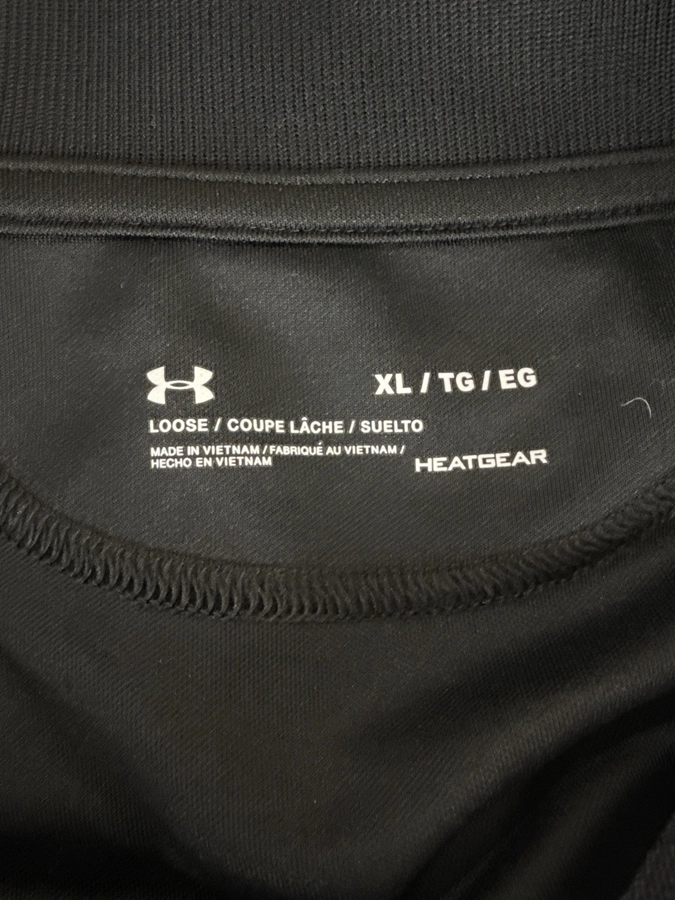 XL / TG / EG
LOOSE / COUPE LÂCHE / SUELTO
MADE IN VIETNAM / FABRIQUÉ AU VIETNAM /
HECHO EN VIETNAM
HEATGEAR